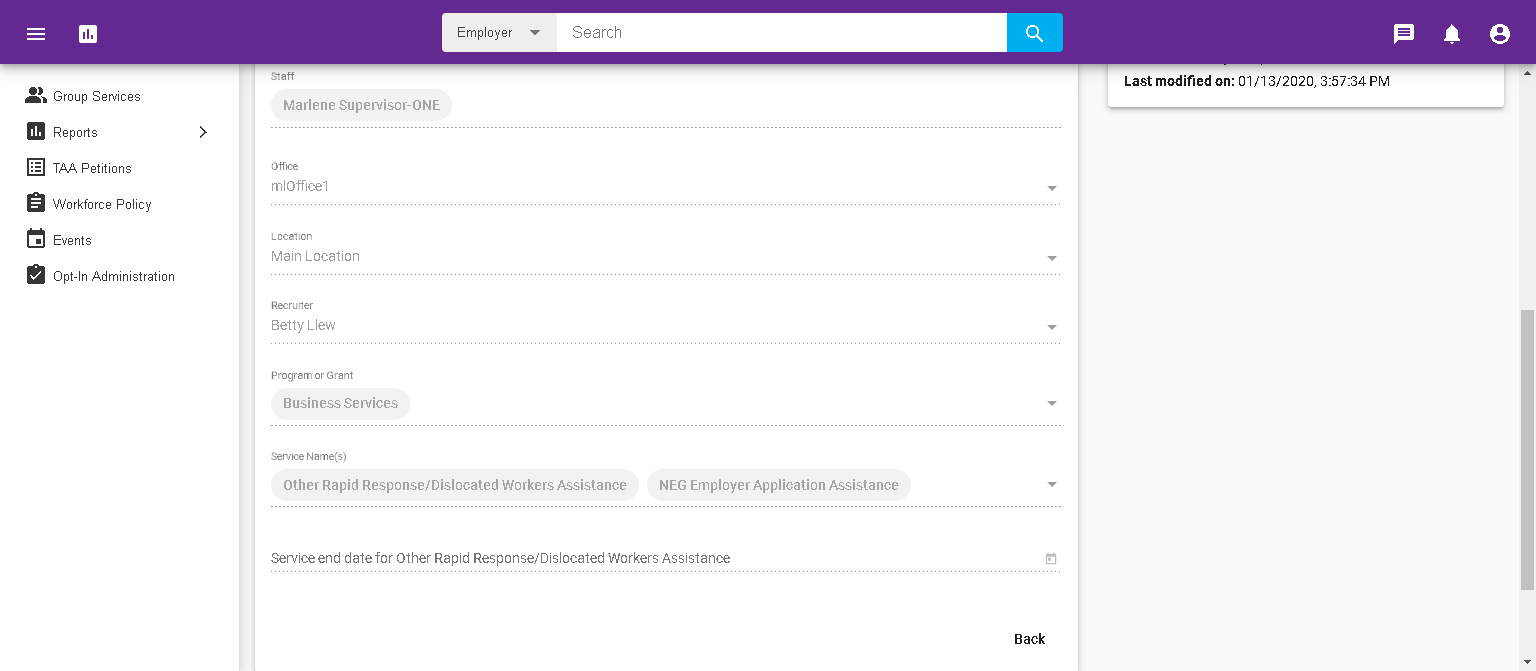 Employer
Search
Group Services
Reports
TAA Petitions
Workforce Policy
Events
Opt-In Administration
Staff
Marlene Supervisor-ONE
Office
mlOffice1
Location
Main Location
Recruiter
Betty Llew
Program or Grant
Business Services
Service Name(s)
Other Rapid Response/Dislocated Workers Assistance NEG Employer Application Assistance
Service end date for Other Rapid Response/Dislocated Workers Assistance
Back
Last modified on: 01/13/2020, 3:57:34 PM